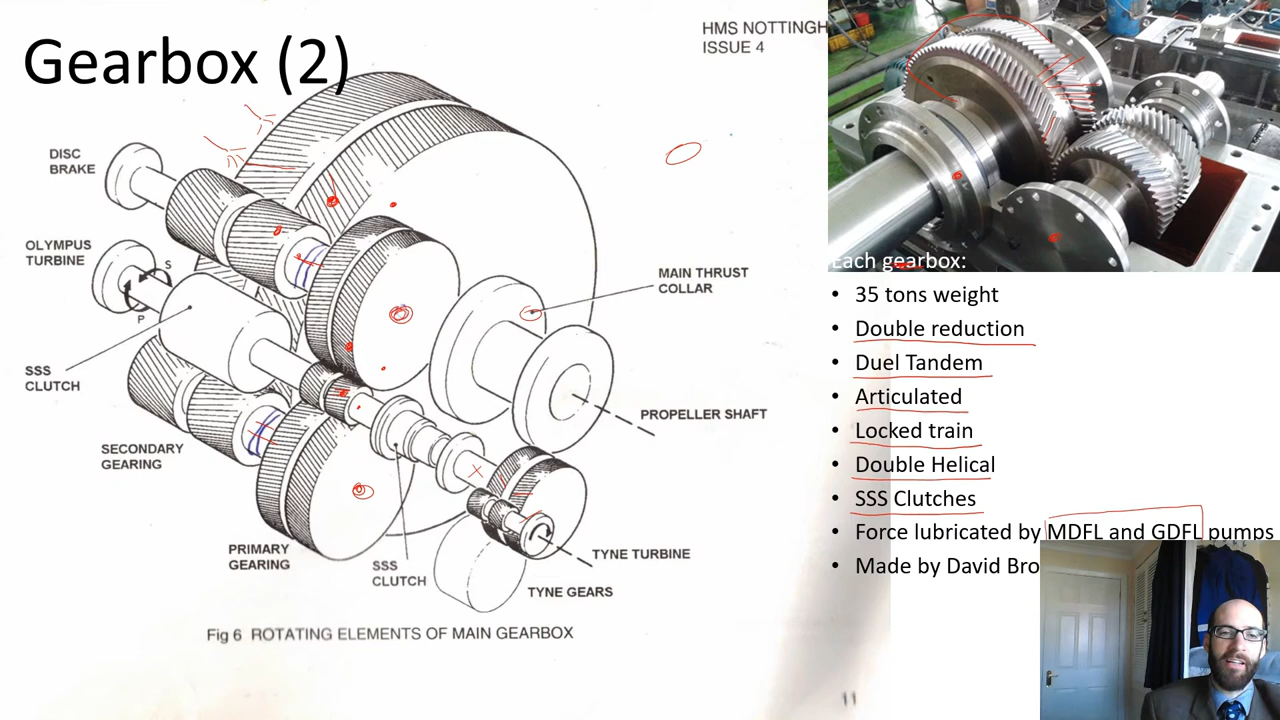 Gearbox (2)
HMS NOTTINGH
ISSUE 4
DISC
BRAKE
OLYMPUS
TURBINE
S
P
SSS
CLUTCH
MAIN THRUST
COLLAR
PROPELLER SHAFT
SECONDARY
GEARING
PRIMARY
GEARING
SSS
CLUTCH
TYNE TURBINE
TYNE GEARS
Fig 6 ROTATING ELEMENTS OF MAIN GEARBOX
11
Each gearbox:
• 35 tons weight
• Double reduction
• Duel Tandem
• Articulated
• Locked train
• Double Helical
• SSS Clutches
• Force lubricated by MDFL and GDFL pumps
• Made by David Bro